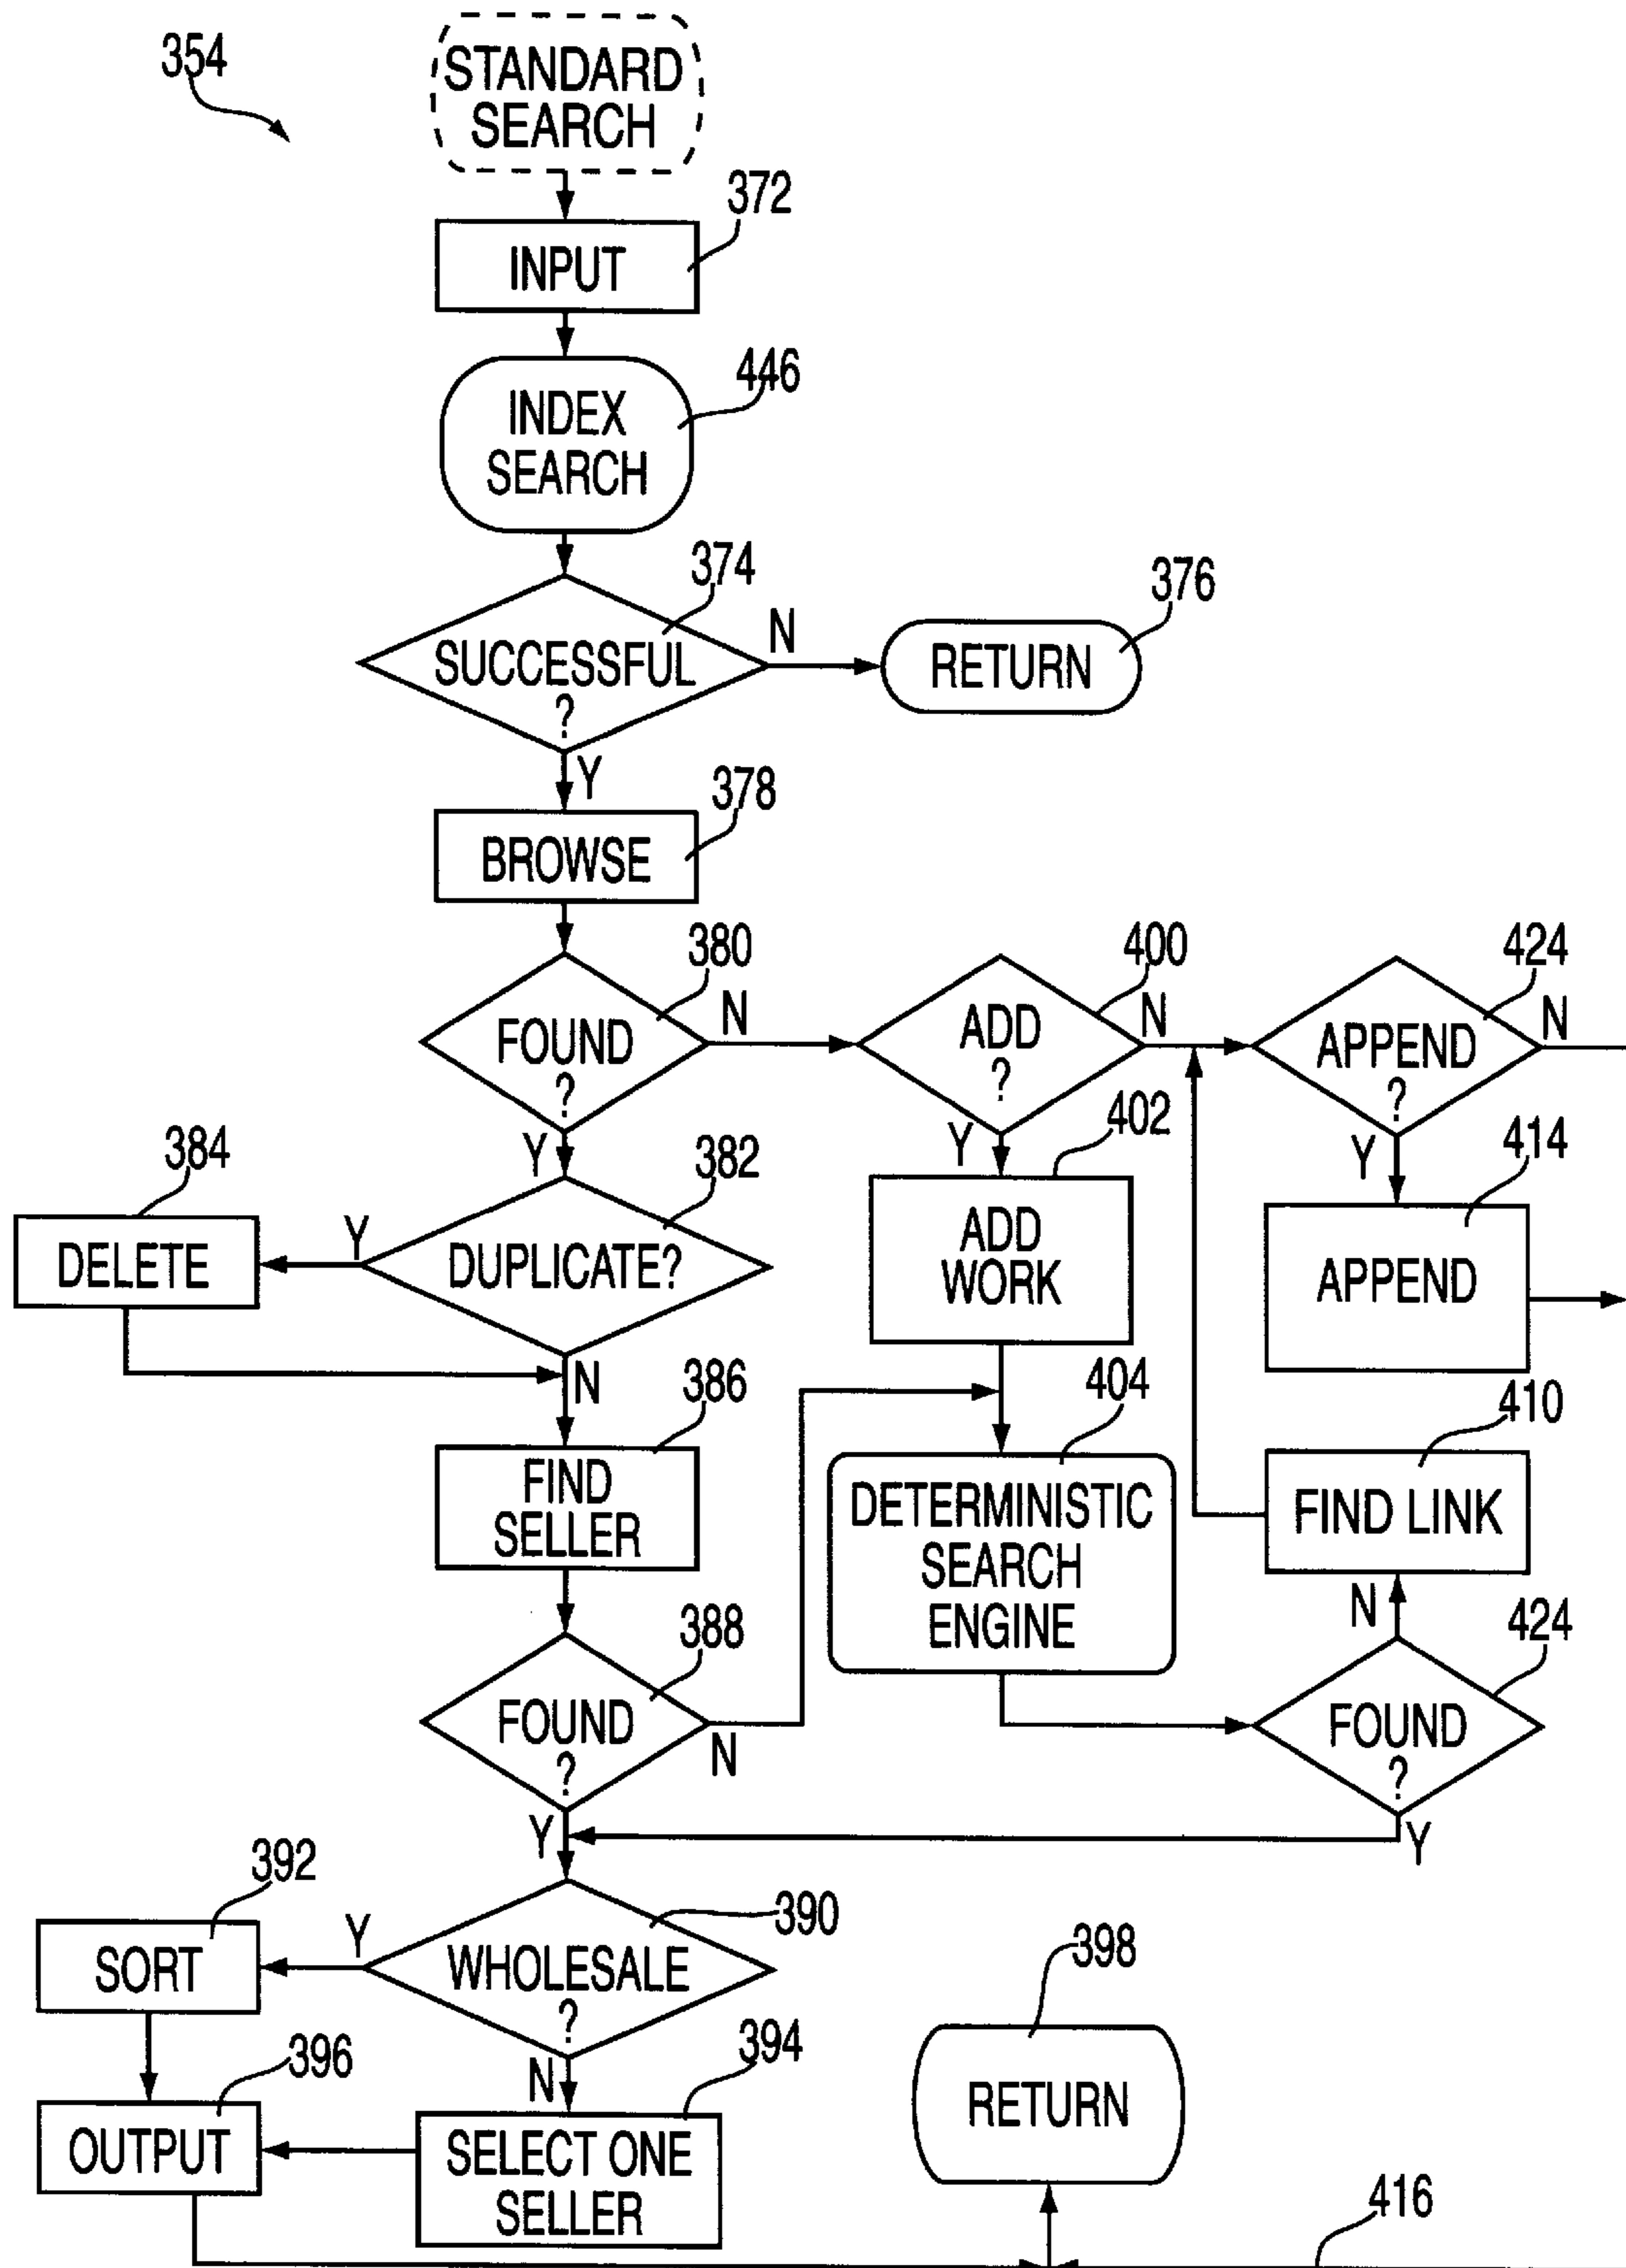 354
STANDARD
SEARCH
372
INPUT
446
INDEX
SEARCH
374
SUCCESSFUL
?
N
376
RETURN
Y
378
BROWSE
380
FOUND
?
N
400
ADD
?
N
424
APPEND
?
N
Y
382
DUPLICATE?
Y
384
DELETE
N
Y
402
ADD
WORK
Y
414
APPEND
386
FIND
SELLER
404
DETERMINISTIC
SEARCH
ENGINE
410
FIND LINK
N
388
FOUND
?
N
424
FOUND
?
Y
Y
390
WHOLESALE
?
Y
392
SORT
N
394
SELECT ONE
SELLER
396
OUTPUT
398
RETURN
416